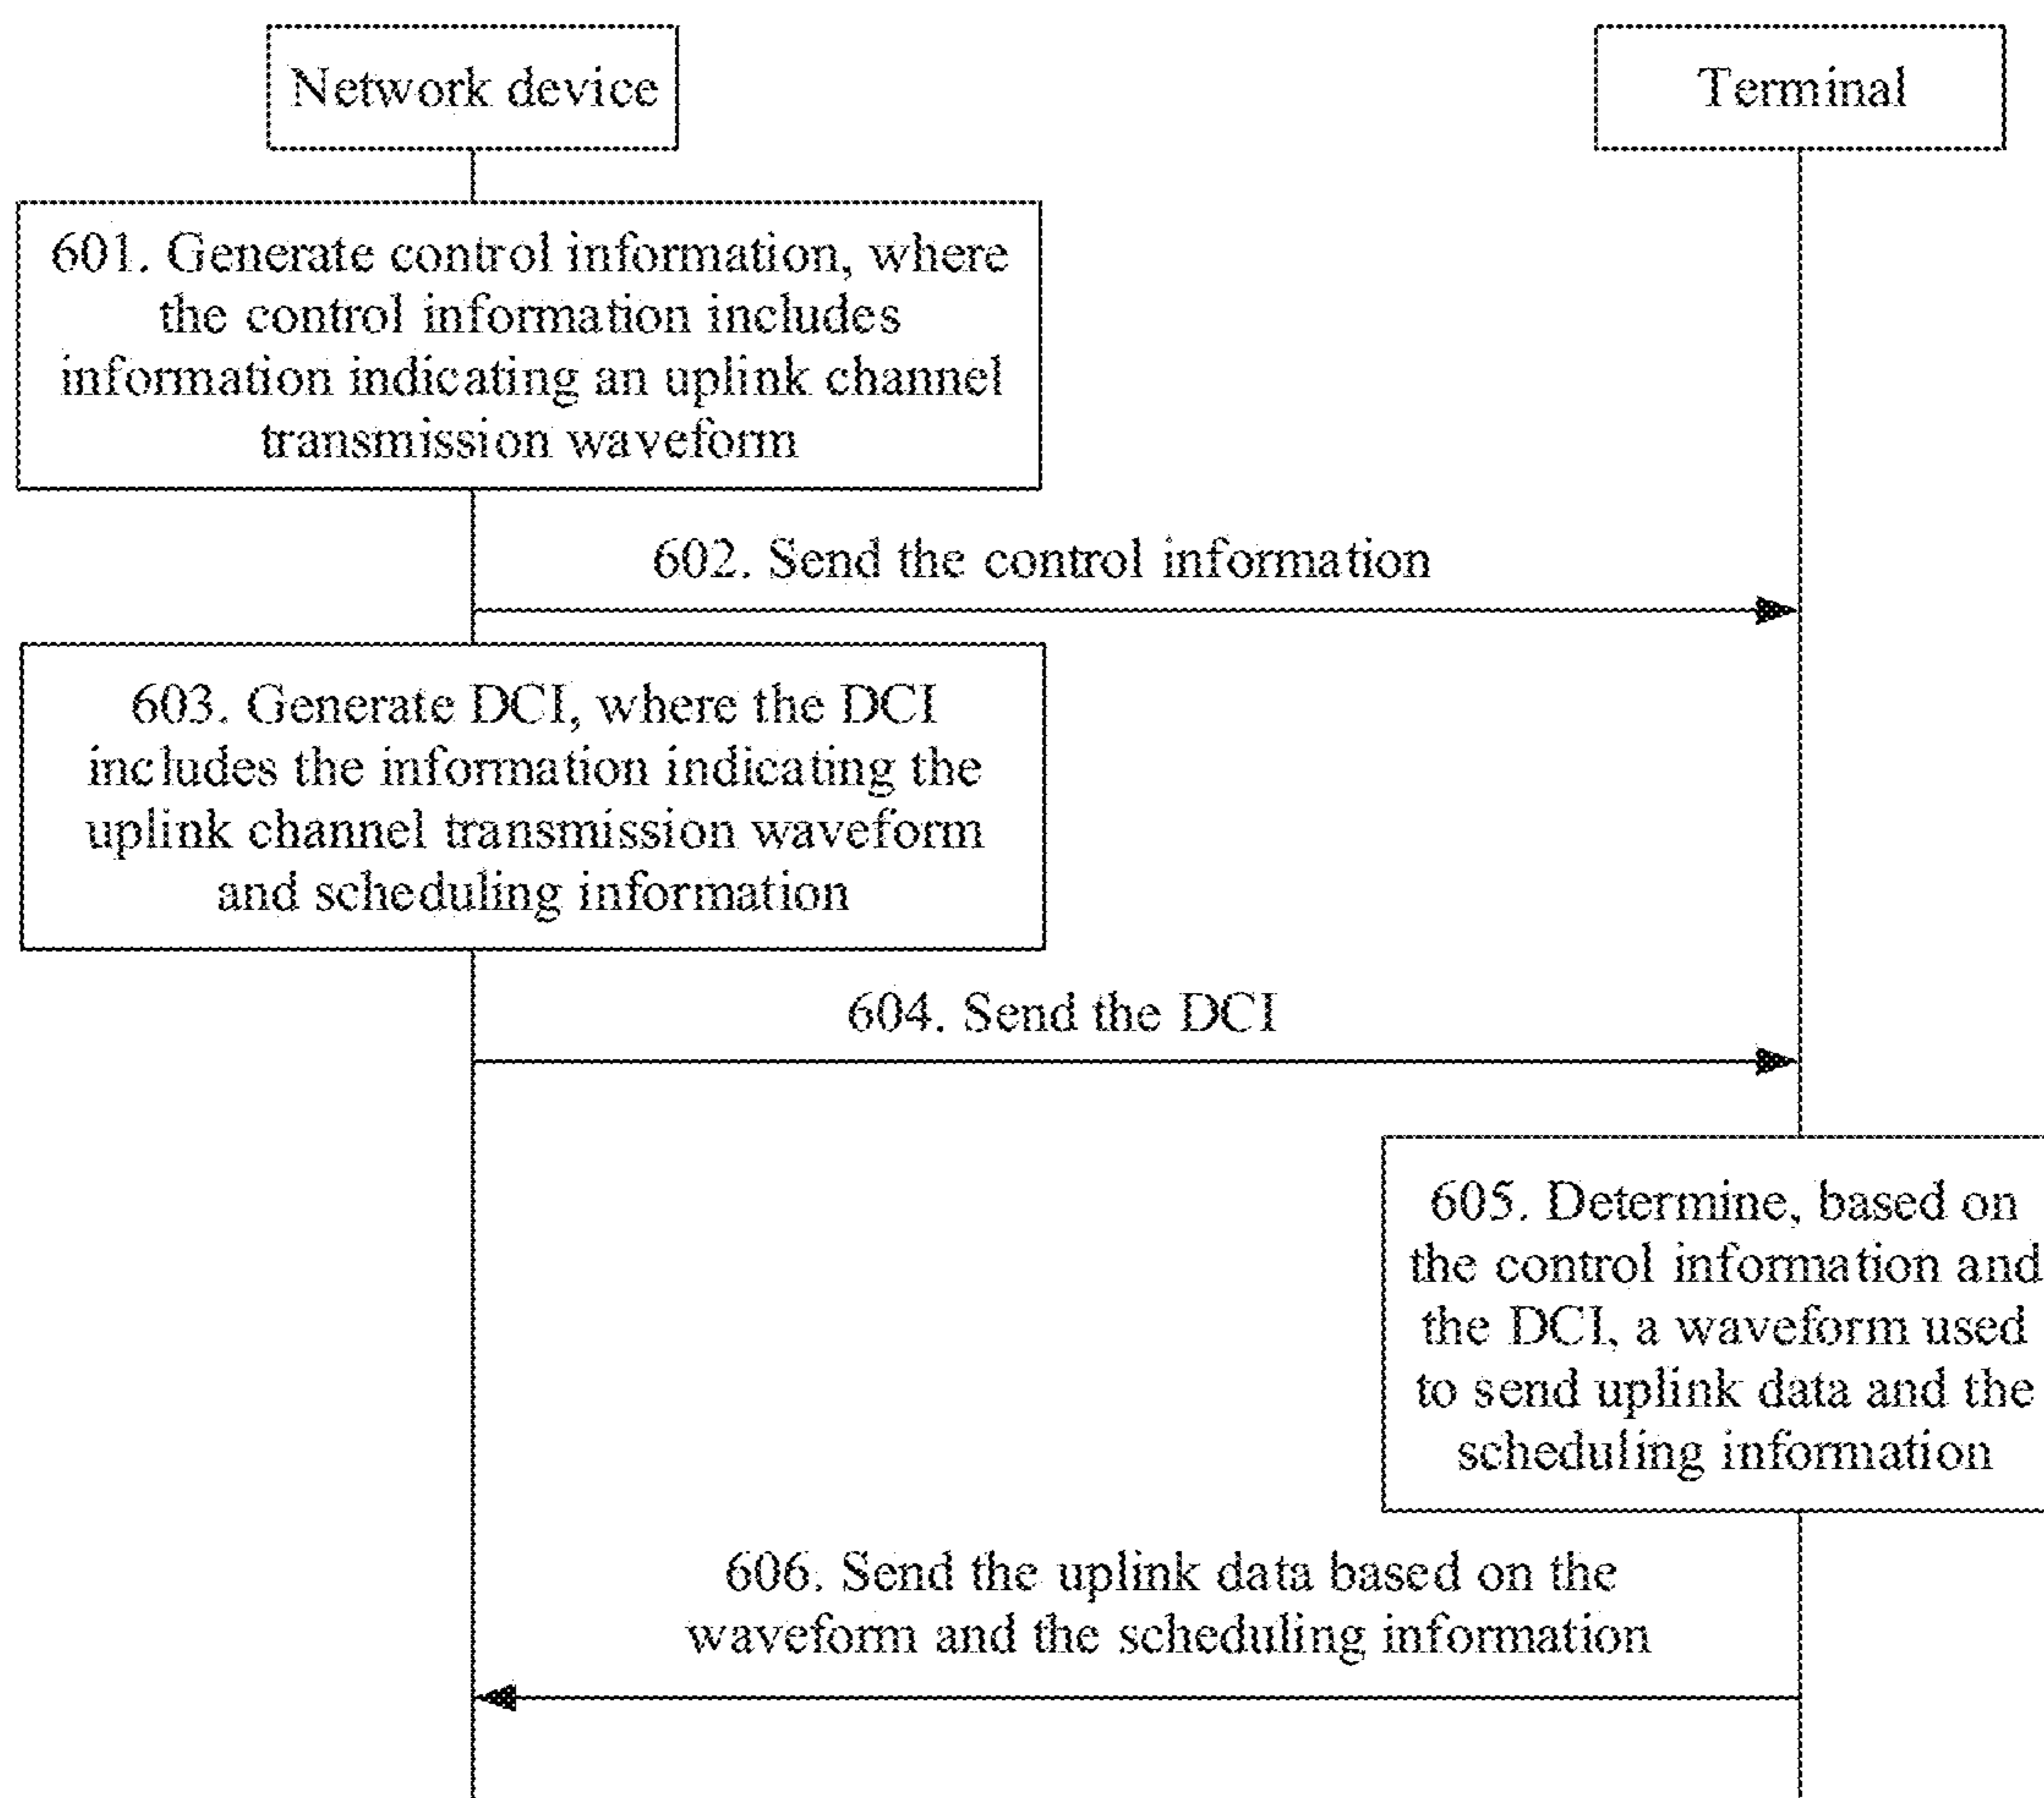 Network device
Terminal
601. Generate control information, where
the control information includes
information indicating an uplink channel
transmission waveform
602. Send the control information
603. Generate DCI, where the DCI
includes the information indicating the
uplink channel transmission waveform
and scheduling information
604. Send the DCI
605. Determine, based on
the control information and
the DCI, a waveform used
to send uplink data and the
scheduling information
606. Send the uplink data based on the
waveform and the scheduling information